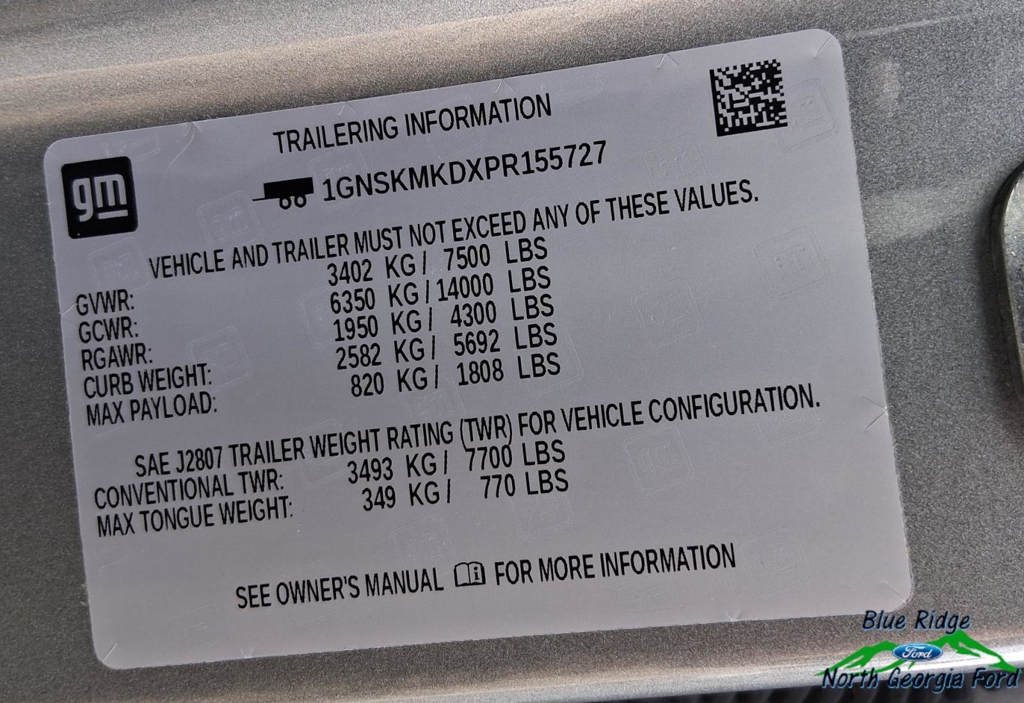 TRAILERING INFORMATION
gm
1GNSKMKDXPR155727
VEHICLE AND TRAILER MUST NOT EXCEED ANY OF THESE VALUES.
GVWR: 3402 KG / 7500 LBS
GCWR: 6350 KG / 14000 LBS
RGAWR: 1950 KG / 4300 LBS
CURB WEIGHT: 2582 KG / 5692 LBS
MAX PAYLOAD: 820 KG / 1808 LBS
SAE J2807 TRAILER WEIGHT RATING (TWR) FOR VEHICLE CONFIGURATION.
CONVENTIONAL TWR: 3493 KG / 7700 LBS
MAX TONGUE WEIGHT: 349 KG / 770 LBS
SEE OWNER'S MANUAL FOR MORE INFORMATION
Blue Ridge
Ford
North Georgia Ford